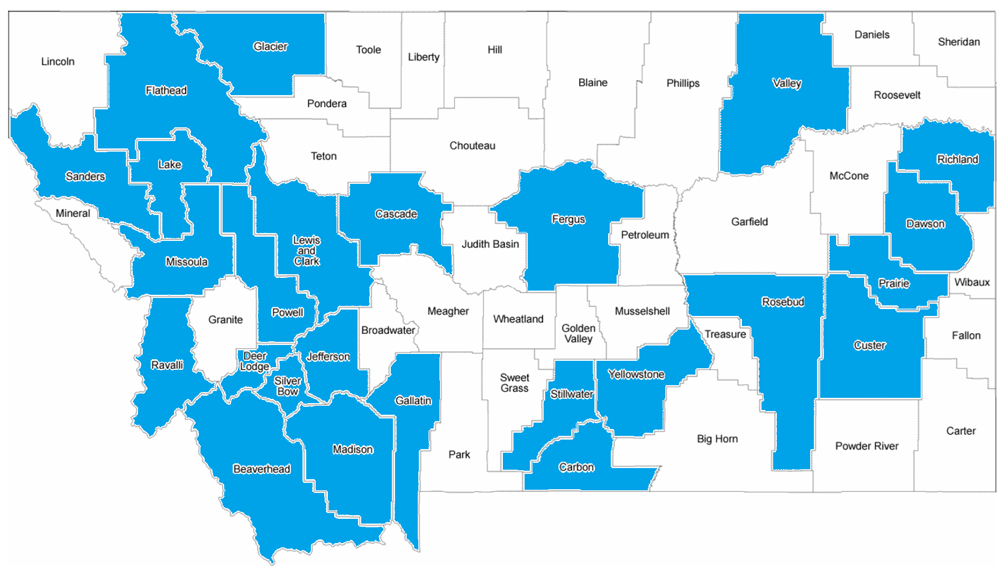 Daniels
Sheridan
Glacier
Toole
Hill
Liberty
Lincoln
Blaine
Phillips
Valley
Flathead
Roosevelt
Pondera
Chouteau
Teton
Richland
Lake
Sanders
McCone
Mineral
Cascade
Fergus
Garfield
Dawson
Petroleum
Judith Basin
Lewis
and
Clark
Missoula
Prairie
Wibaux
Rosebud
Powell
Meagher
Musselshell
Granite
Wheatland
Broadwater
Golden
Valley
Treasure
Fallon
Custer
Deer
Lodge
Jefferson
Ravalli
Yellowstone
Sweet
Grass
Silver
Bow
Stillwater
Gallatin
Carter
Big Horn
Powder River
Madison
Park
Beaverhead
Carbon